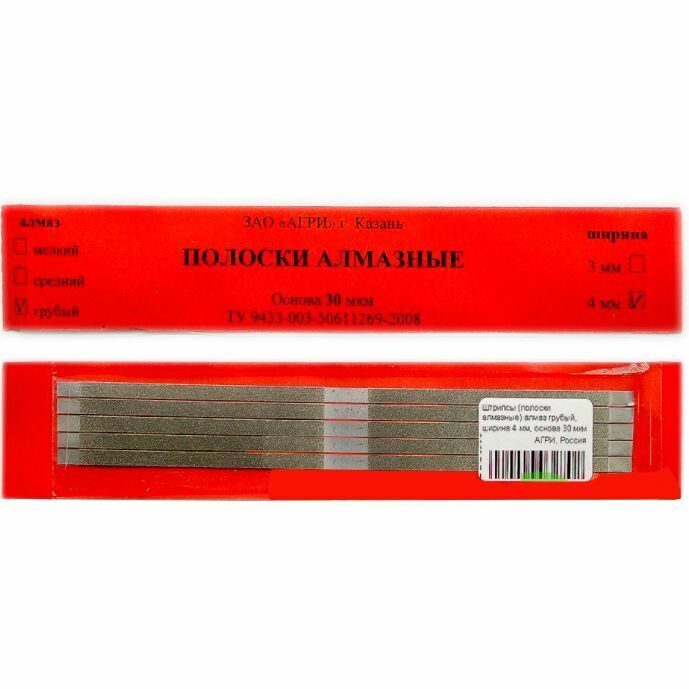 алмаз
мелкий
средний
грубый
ЗАО «АГРИ» г. Казань
ПОЛОСКИ АЛМАЗНЫЕ
Основа 30 мкм
ТУ 9433-003-50611269-2008
ширина
3 мм
4 мм
Штрипсы (полоски
алмазные) алмаз грубый,
ширина 4 мм, основа 30 мкм
АГРИ, Россия